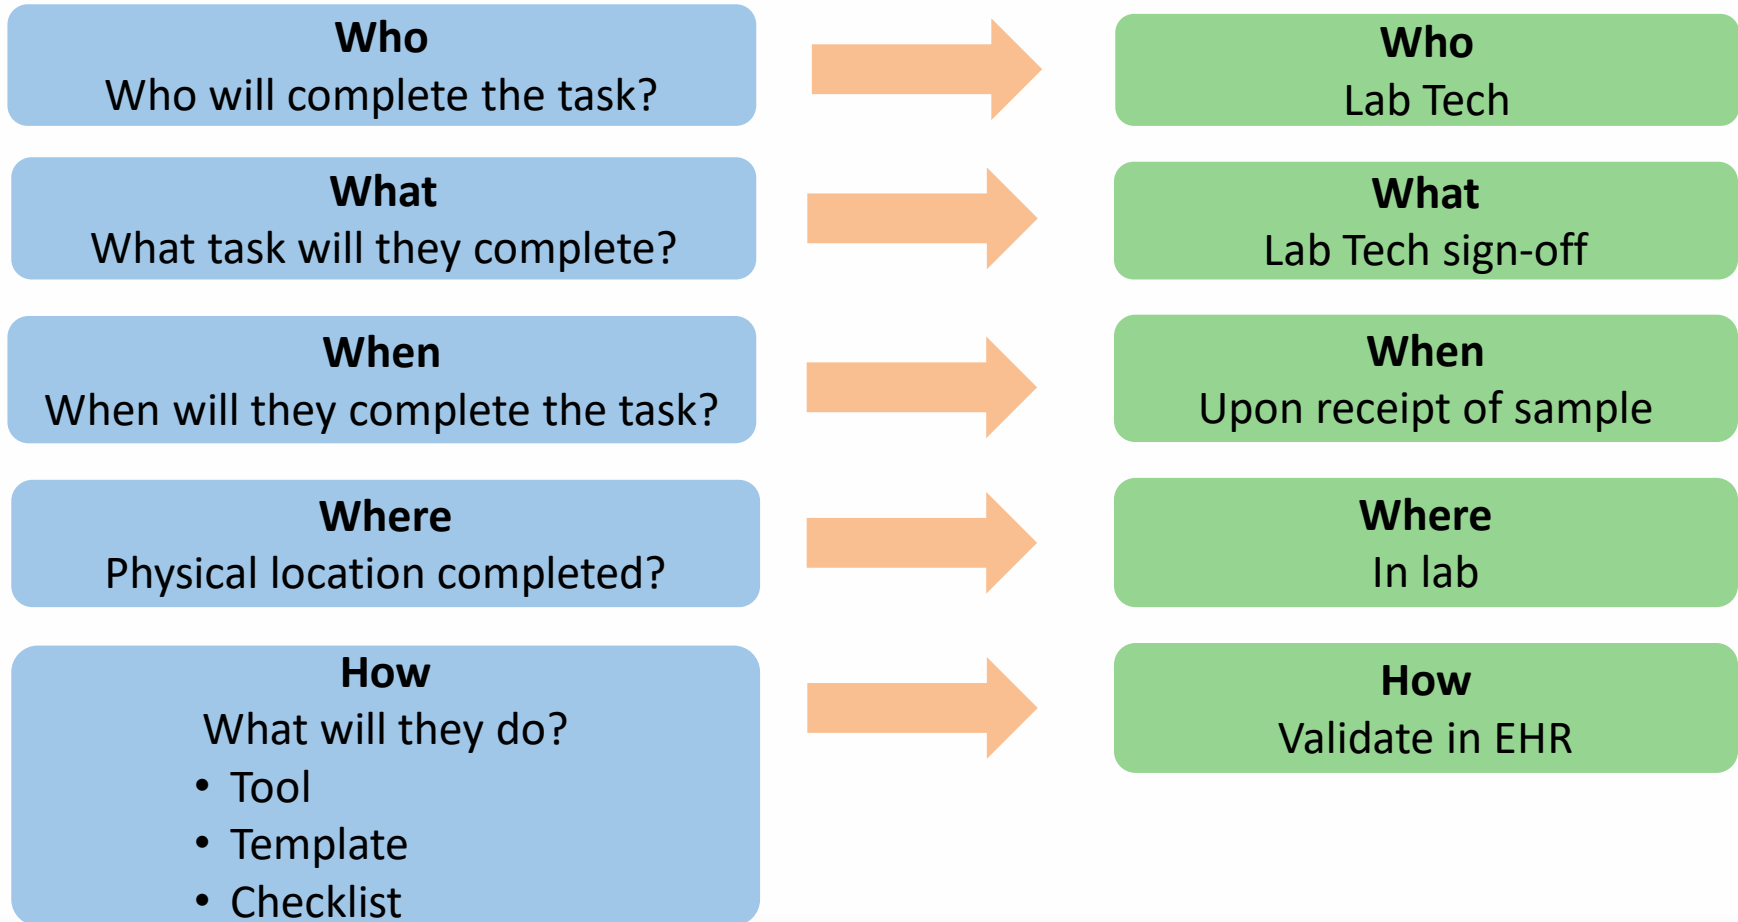 Who
Who will complete the task?
Who
Lab Tech
What
What task will they complete?
What
Lab Tech sign-off
When
When will they complete the task?
When
Upon receipt of sample
Where
Physical location completed?
Where
In lab
How
What will they do?
• Tool
• Template
• Checklist
How
Validate in EHR